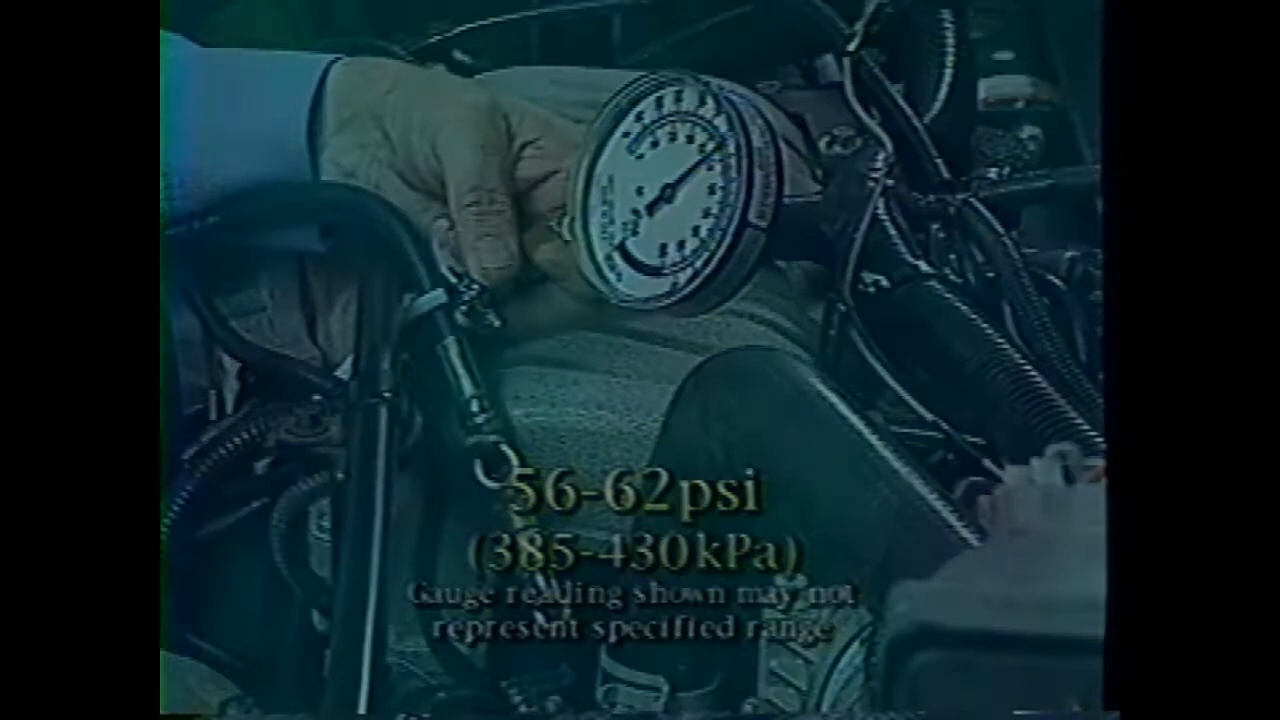 56-62psi
(385-430kPa)
Gauge reading shown may not
represent specified range